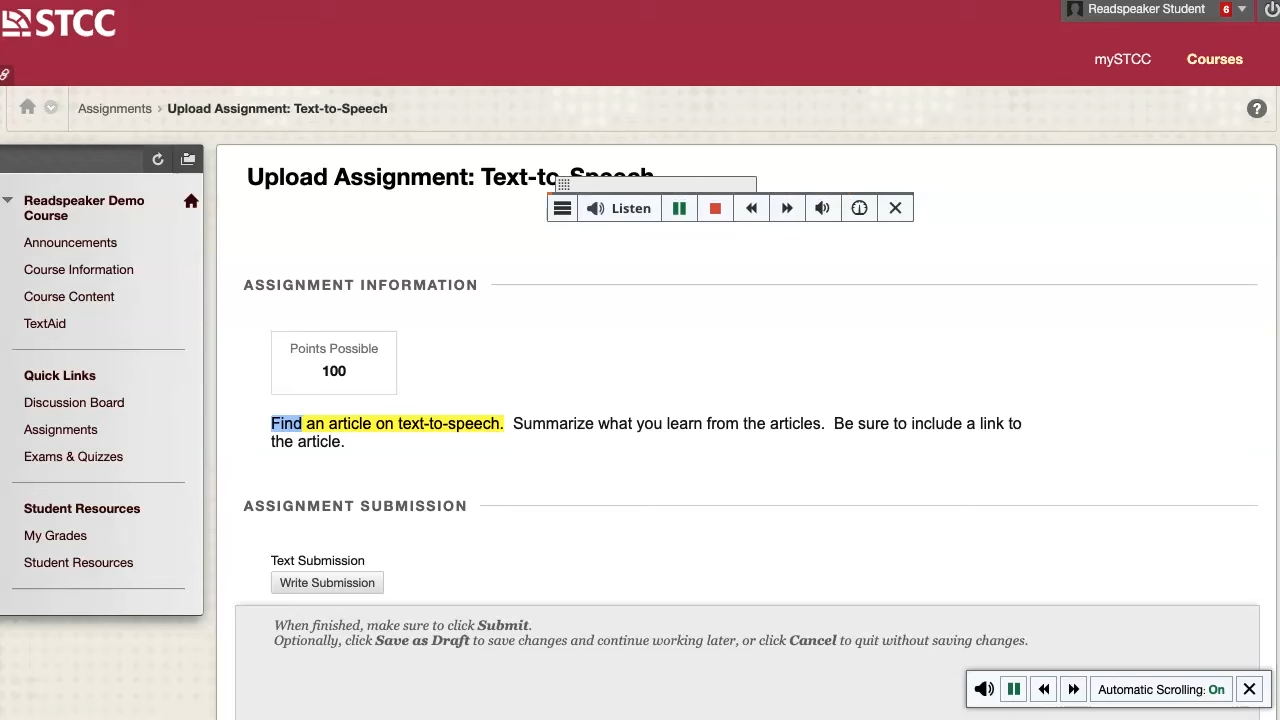 STCC
Readspeaker Student 6
mySTCC Courses
Assignments › Upload Assignment: Text-to-Speech ?
Upload Assignment: Text-to-Speech
Listen
Readspeaker Demo
Course
Announcements
Course Information
Course Content
TextAid
Quick Links
Discussion Board
Assignments
Exams & Quizzes
Student Resources
My Grades
Student Resources
ASSIGNMENT INFORMATION
Points Possible
100
Find an article on text-to-speech. Summarize what you learn from the articles. Be sure to include a link to
the article.
ASSIGNMENT SUBMISSION
Text Submission
Write Submission
When finished, make sure to click Submit.
Optionally, click Save as Draft to save changes and continue working later, or click Cancel to quit without saving changes.
Automatic Scrolling: On